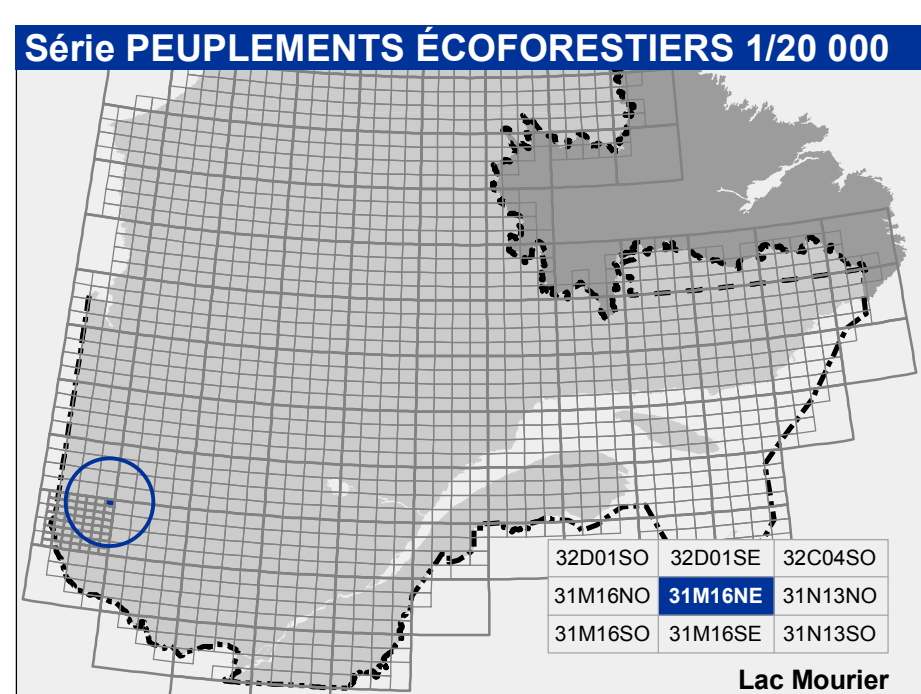 Série PEUPLEMENTS ÉCOFORESTIERS 1/20 000
32D01SO 32D01SE 32C04SO
31M16NO 31M16NE 31N13NO
31M16SO 31M16SE 31N13SO
Lac Mourier